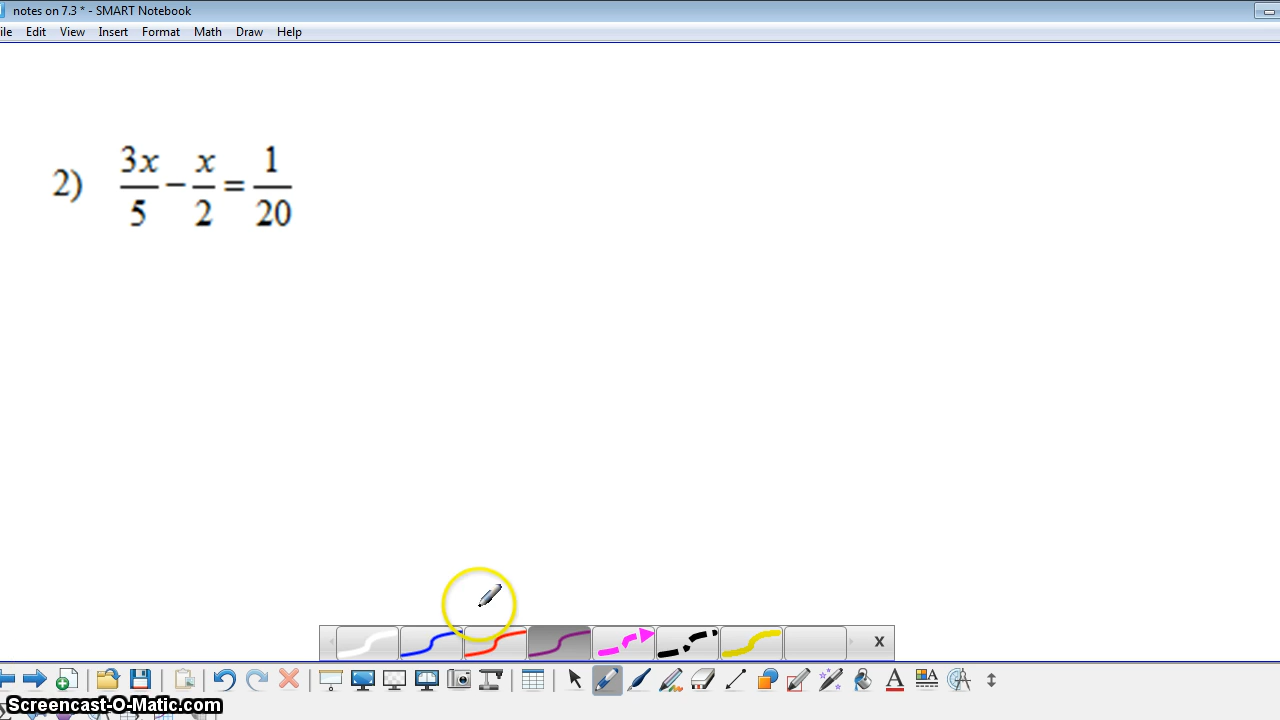 notes on 7.3 * - SMART Notebook
ile Edit View Insert Format Math Draw Help
2) 3x/5 − x/2 = 1/20
x
A
Screencast-O-Matic.com